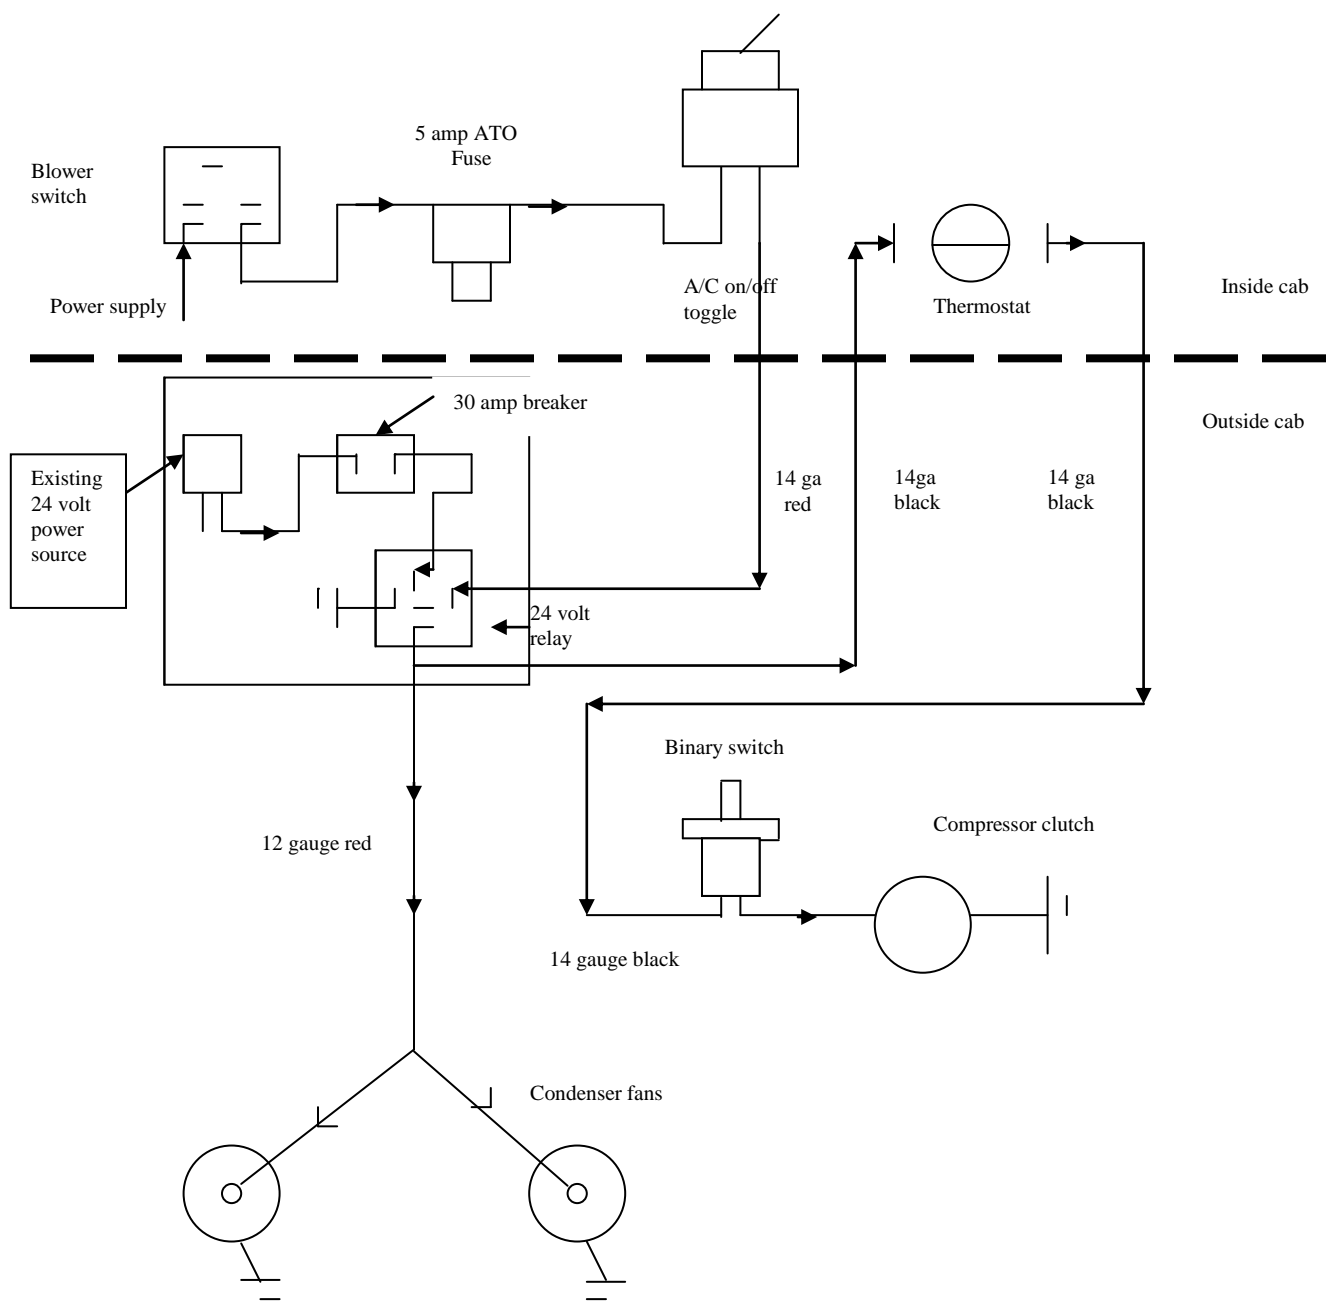 5 amp ATO
Fuse
Blower
switch
Power supply
A/C on/off
toggle
Thermostat
Inside cab
30 amp breaker
Outside cab
Existing
24 volt
power
source
14 ga
red
14ga
black
14 ga
black
24 volt
relay
Binary switch
12 gauge red
Compressor clutch
14 gauge black
Condenser fans